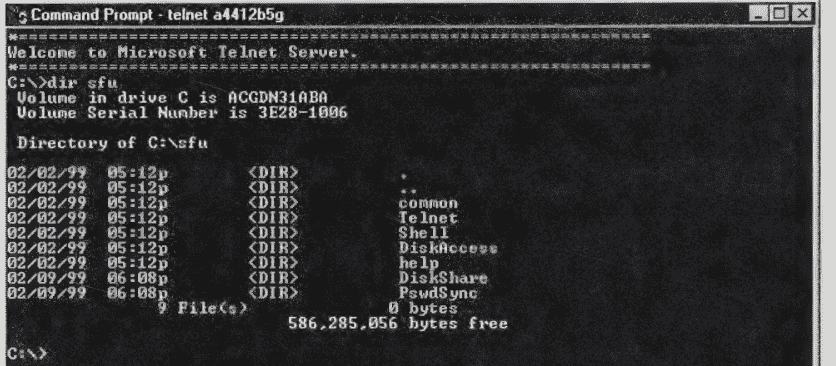 Command Prompt - telnet a4412b5g
*===============================================================
Welcome to Microsoft Telnet Server.
*===============================================================
C:\>dir sfu
 Volume in drive C is ACGDN31ABA
 Volume Serial Number is 3E28-1006
 Directory of C:\sfu
02/02/99  05:12p       <DIR>          .
02/02/99  05:12p       <DIR>          ..
02/02/99  05:12p       <DIR>          common
02/02/99  05:12p       <DIR>          Telnet
02/02/99  05:12p       <DIR>          Shell
02/02/99  05:12p       <DIR>          DiskAccess
02/02/99  05:12p       <DIR>          help
02/09/99  06:08p       <DIR>          DiskShare
02/09/99  06:08p       <DIR>          PswdSync
               9 File(s)              0 bytes
                            586,285,056 bytes free
C:\>